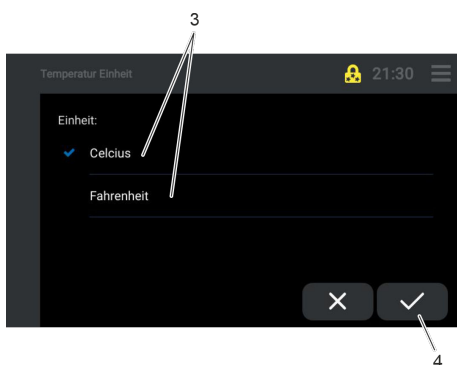 3
Temperatur Einheit 21:30
Einheit:
Celcius
Fahrenheit
4